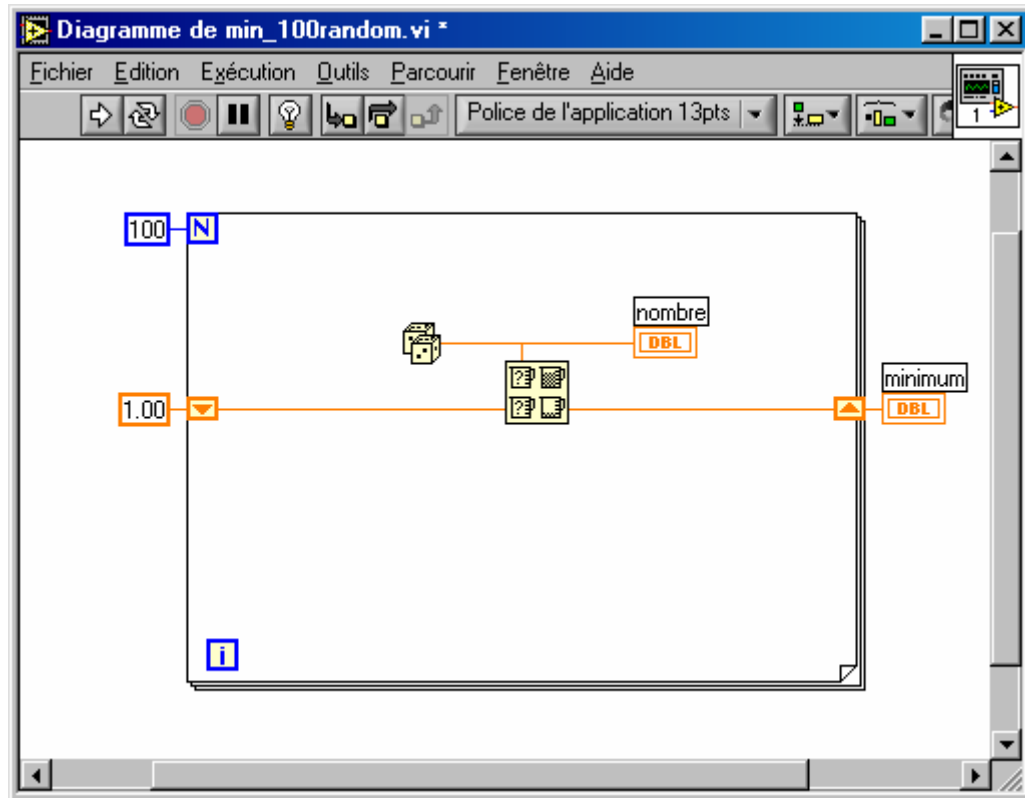 Diagramme de min_100random.vi *
Fichier Edition Exécution Outils Parcourir Fenêtre Aide
Police de l'application 13pts
1
100 N
nombre
DBL
? ?
minimum
1.00 DBL
i